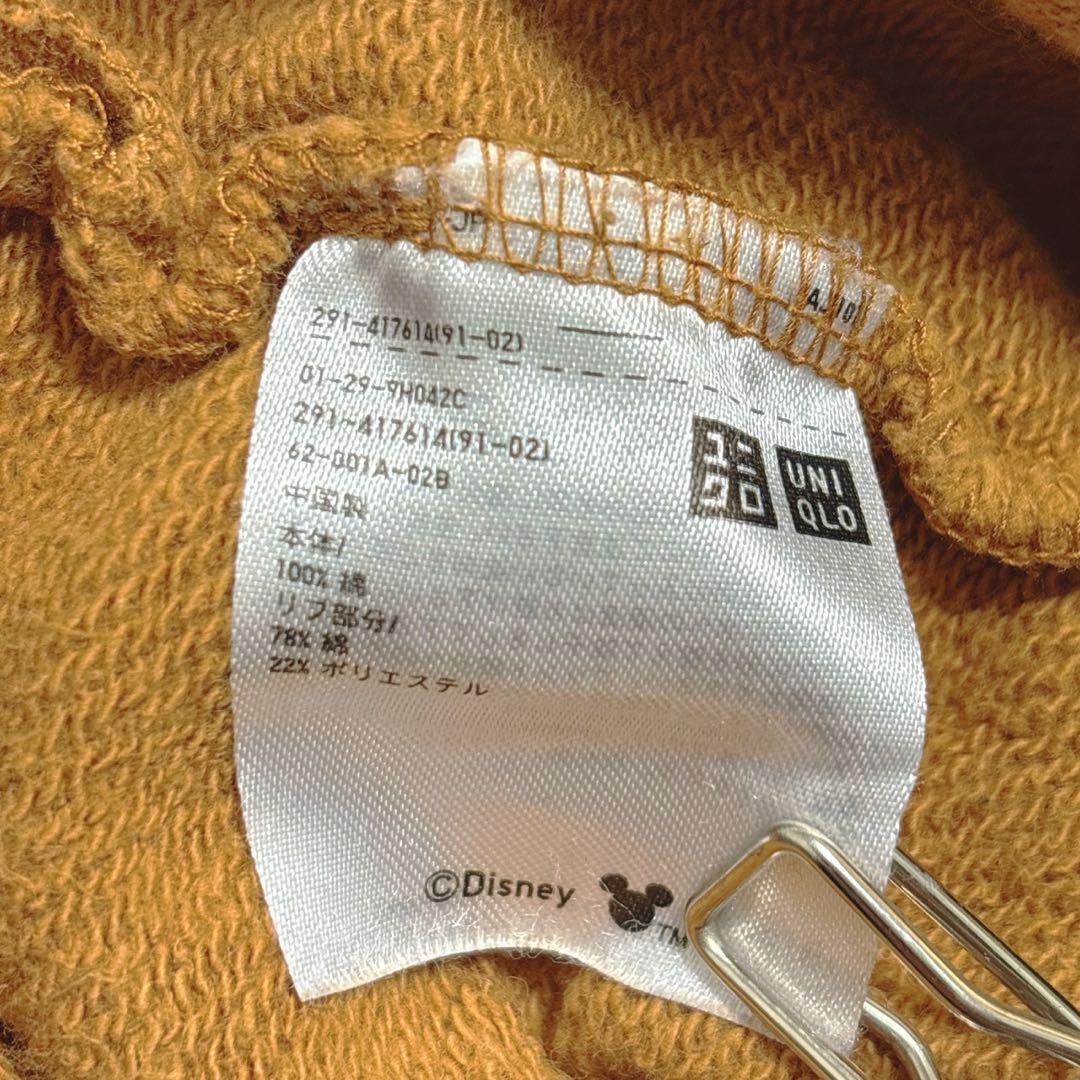 JP
291-417614(91-02)
01-29-9H042C
291-417614(91-02)
62-001A-02B
中国製
本体/
100% 綿
リブ部分/
78% 綿
22% ポリエステル
ユニ
クロ
UNI
QLO
©Disney
TM